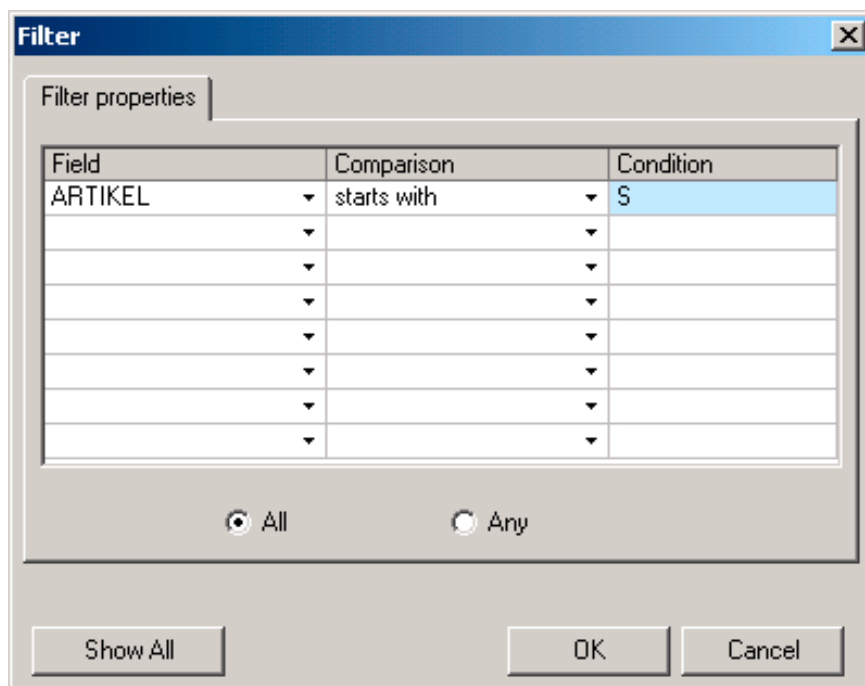 Filter
Filter properties
Field Comparison Condition
ARTIKEL starts with S
All Any
Show All OK Cancel